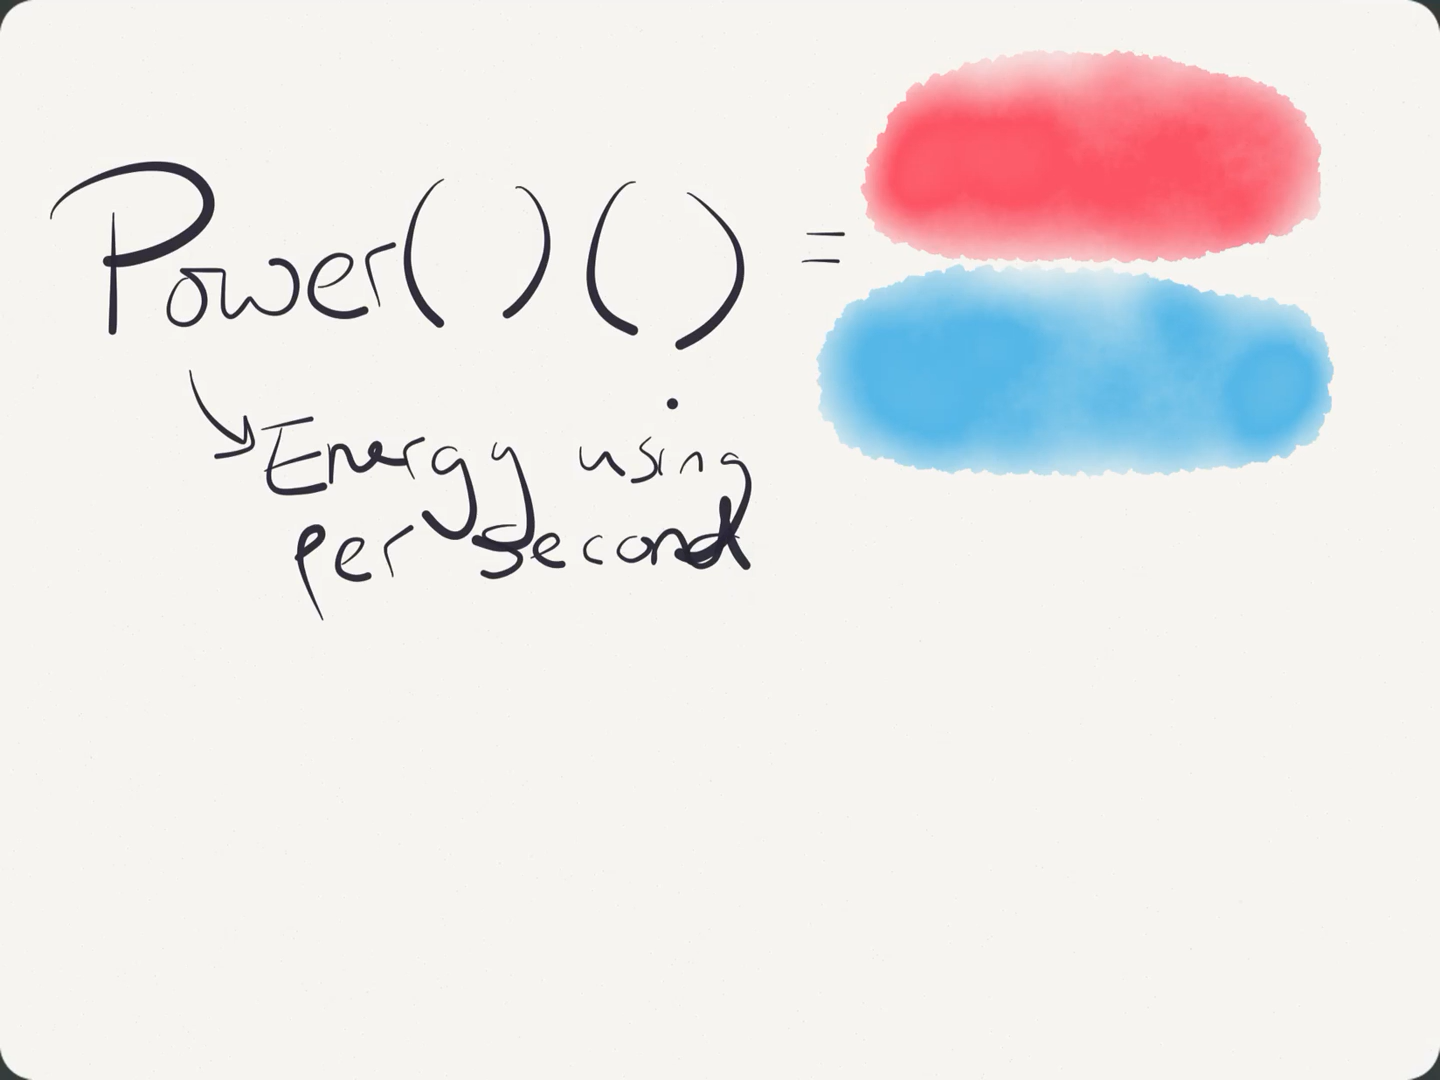 Power( )( ) =
Energy using
per second